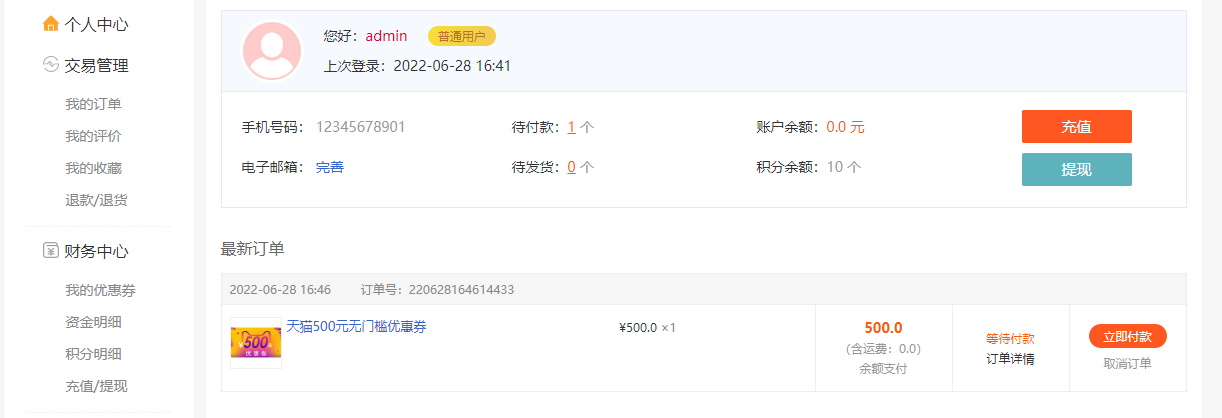 个人中心
交易管理
我的订单
我的评价
我的收藏
退款/退货
财务中心
我的优惠券
资金明细
积分明细
充值/提现
您好：admin 普通用户
上次登录：2022-06-28 16:41
手机号码： 12345678901 待付款：1 个 账户余额：0.0 元 充值
电子邮箱： 完善 待发货：0 个 积分余额：10 个 提现
最新订单
2022-06-28 16:46 订单号：220628164614433
500
优惠券
天猫500元无门槛优惠券 ¥500.0 ×1
500.0
(含运费：0.0)
余额支付
等待付款
订单详情
立即付款
取消订单